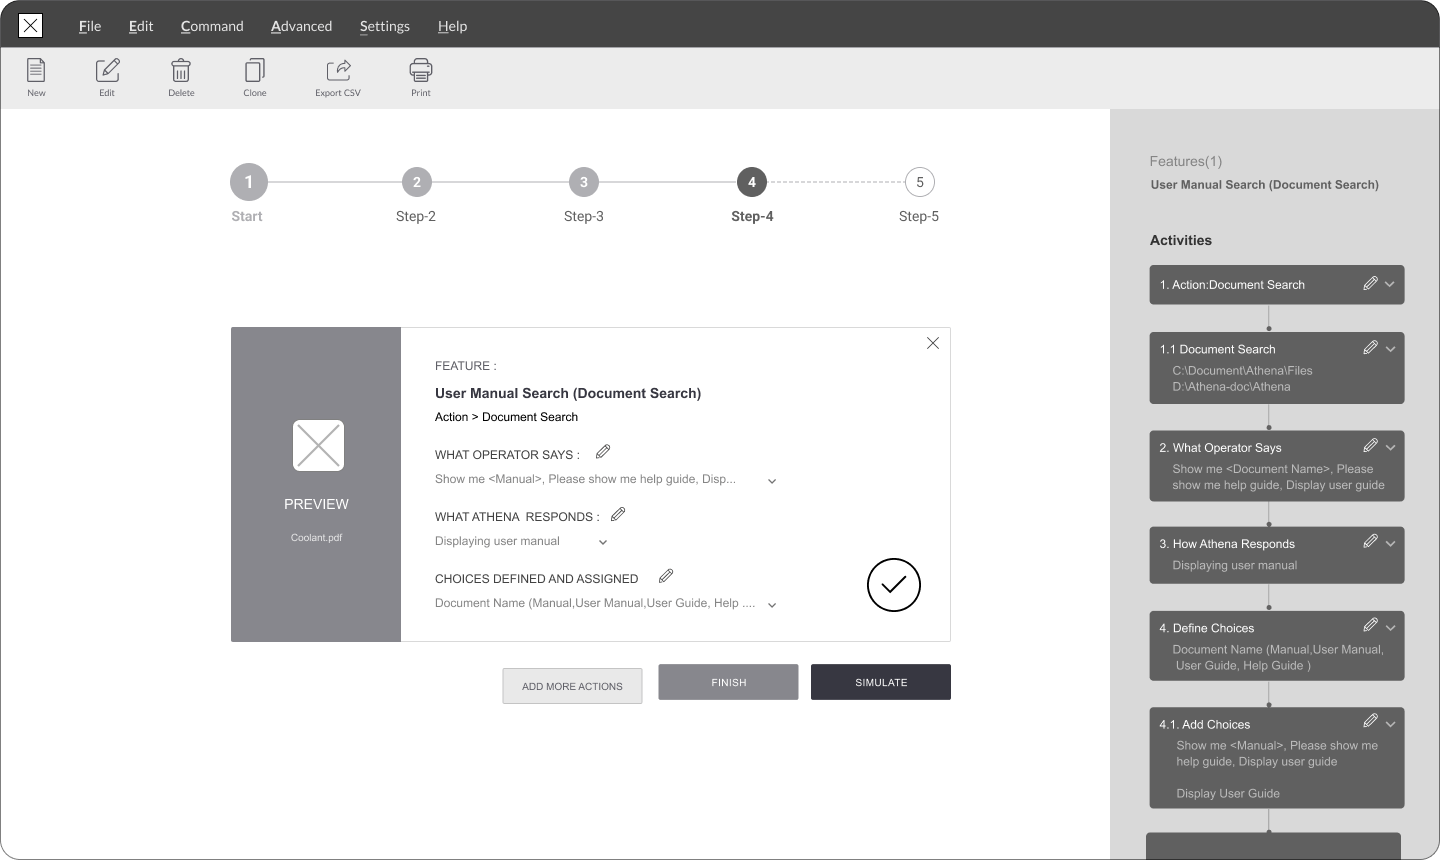 File Edit Command Advanced Settings Help
New Edit Delete Clone Export CSV Print
1 2 3 4 5
Start Step-2 Step-3 Step-4 Step-5
PREVIEW
Coolant.pdf
FEATURE :
User Manual Search (Document Search)
Action > Document Search
WHAT OPERATOR SAYS :
Show me <Manual>, Please show me help guide, Disp...
WHAT ATHENA RESPONDS :
Displaying user manual
CHOICES DEFINED AND ASSIGNED
Document Name (Manual,User Manual,User Guide, Help ....
ADD MORE ACTIONS FINISH SIMULATE
Features(1)
User Manual Search (Document Search)
Activities
1. Action:Document Search
1.1 Document Search
C:\Document\Athena\Files
D:\Athena-doc\Athena
2. What Operator Says
Show me <Document Name>, Please
show me help guide, Display user guide
3. How Athena Responds
Displaying user manual
4. Define Choices
Document Name (Manual,User Manual,
User Guide, Help Guide )
4.1. Add Choices
Show me <Manual>, Please show me
help guide, Display user guide
Display User Guide